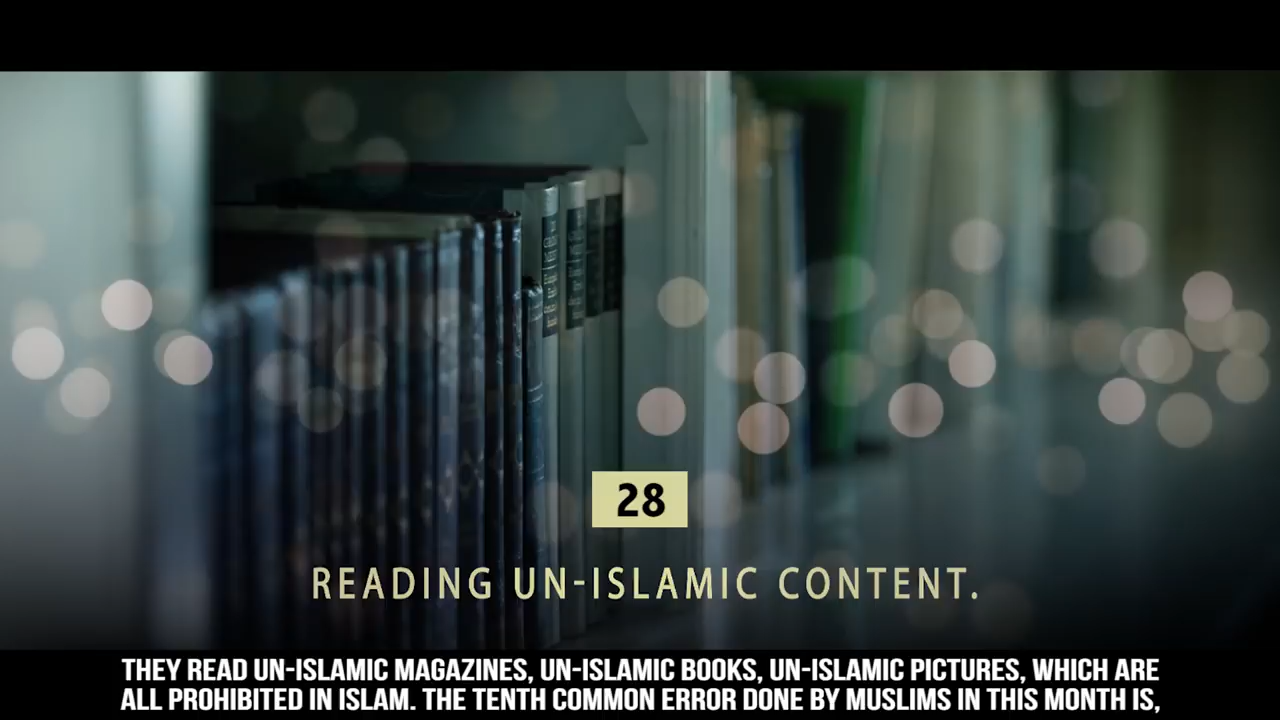 28
READING UN-ISLAMIC CONTENT.
THEY READ UN-ISLAMIC MAGAZINES, UN-ISLAMIC BOOKS, UN-ISLAMIC PICTURES, WHICH ARE
ALL PROHIBITED IN ISLAM. THE TENTH COMMON ERROR DONE BY MUSLIMS IN THIS MONTH IS,